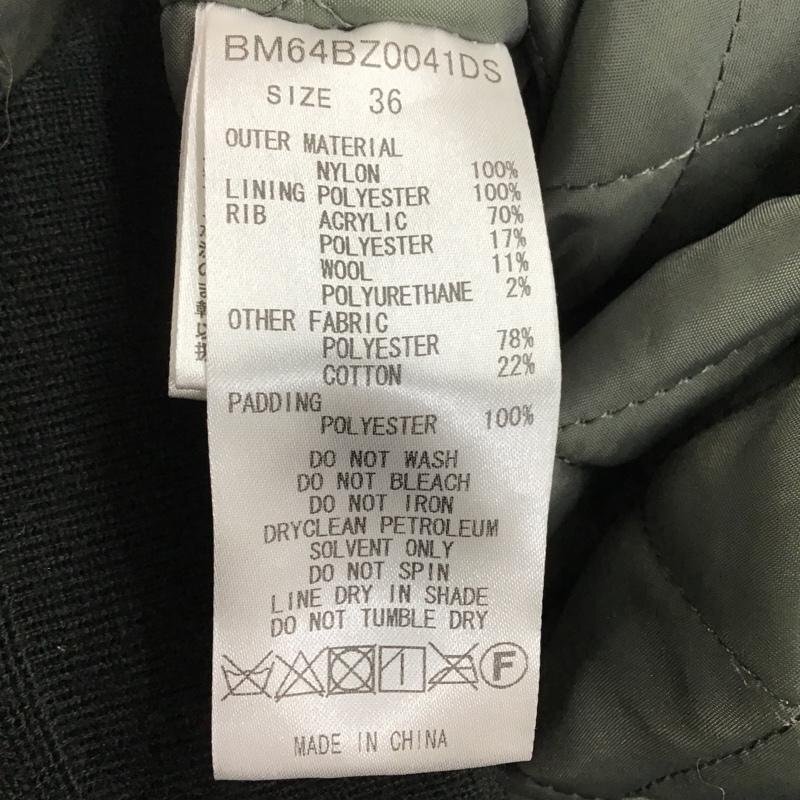 BM64BZ0041DS
SIZE 36
OUTER MATERIAL
NYLON 100%
LINING POLYESTER 100%
RIB ACRYLIC 70%
POLYESTER 17%
WOOL 11%
POLYURETHANE 2%
OTHER FABRIC
POLYESTER 78%
COTTON 22%
PADDING
POLYESTER 100%
DO NOT WASH
DO NOT BLEACH
DO NOT IRON
DRYCLEAN PETROLEUM
SOLVENT ONLY
DO NOT SPIN
LINE DRY IN SHADE
DO NOT TUMBLE DRY
F
MADE IN CHINA